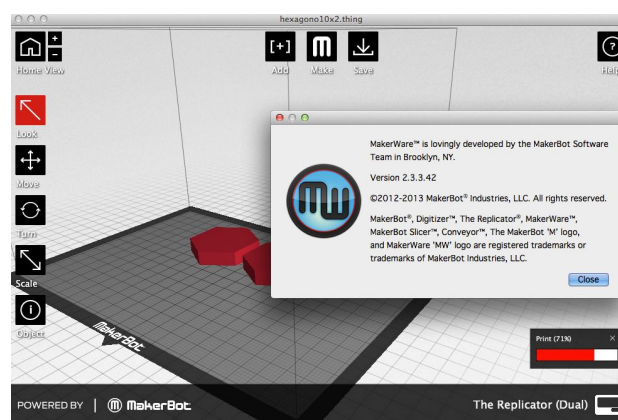 hexagono10x2.thing
Home View
Add
Make
Save
Help
Look
Move
Turn
Scale
Object
MakerWare™ is lovingly developed by the MakerBot Software
Team in Brooklyn, NY.
Version 2.3.3.42
©2012-2013 MakerBot® Industries, LLC. All rights reserved.
MakerBot®, Digitizer™, The Replicator®, MakerWare™,
MakerBot Slicer™, Conveyor™, The MakerBot 'M' logo,
and MakerWare 'MW' logo are registered trademarks or
trademarks of MakerBot Industries, LLC.
Close
MakerBot
Print (71%)
POWERED BY | MakerBot
The Replicator (Dual)